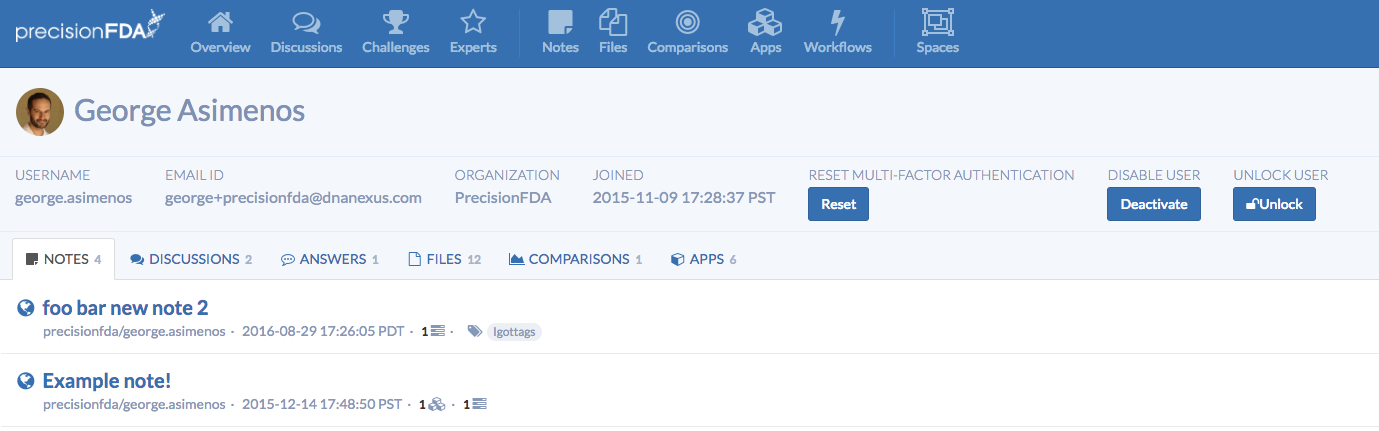 precisionFDA
Overview Discussions Challenges Experts Notes Files Comparisons Apps Workflows Spaces
George Asimenos
USERNAME EMAIL ID ORGANIZATION JOINED RESET MULTI-FACTOR AUTHENTICATION DISABLE USER UNLOCK USER
george.asimenos george+precisionfda@dnanexus.com PrecisionFDA 2015-11-09 17:28:37 PST Reset Deactivate Unlock
NOTES 4 DISCUSSIONS 2 ANSWERS 1 FILES 12 COMPARISONS 1 APPS 6
foo bar new note 2
precisionfda/george.asimenos · 2016-08-29 17:26:05 PDT · 1 · Igottags
Example note!
precisionfda/george.asimenos · 2015-12-14 17:48:50 PST · 1 · 1